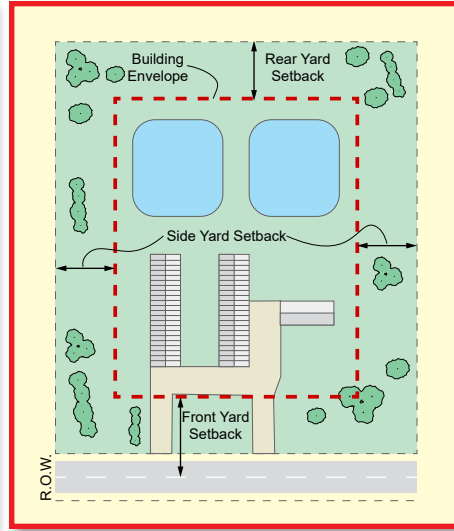 Building
Envelope
Rear Yard
Setback
Side Yard Setback
Front Yard
Setback
R.O.W.